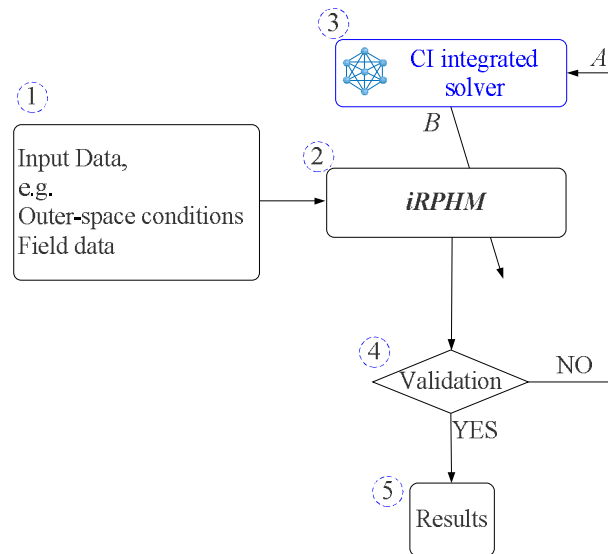 3
CI integrated
solver
A
1
B
Input Data,
e.g.
Outer-space conditions
Field data
2
iRPHM
4
Validation
NO
YES
5
Results